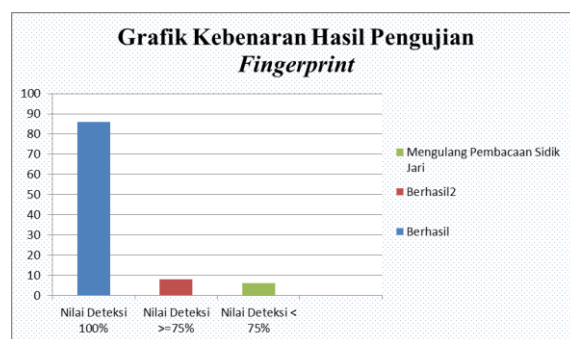 Grafik Kebenaran Hasil Pengujian
Fingerprint
100
90
80
70
60
50
40
30
20
10
0
Nilai Deteksi
100%
Nilai Deteksi
>=75%
Nilai Deteksi <
75%
Mengulang Pembacaan Sidik
Jari
Berhasil2
Berhasil